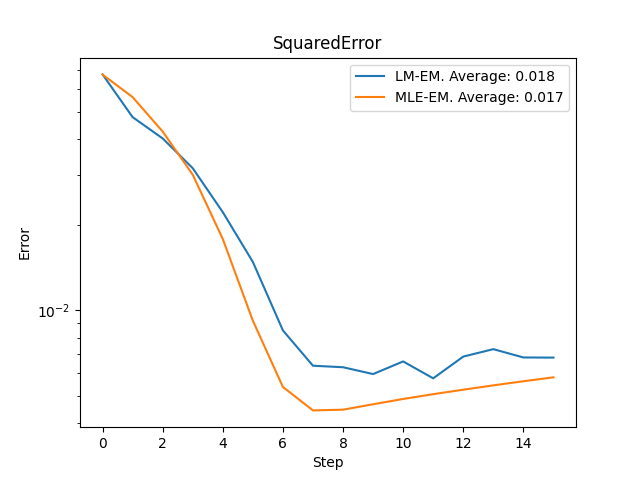 SquaredError
LM-EM. Average: 0.018
MLE-EM. Average: 0.017
Error
10⁻²
0 2 4 6 8 10 12 14
Step